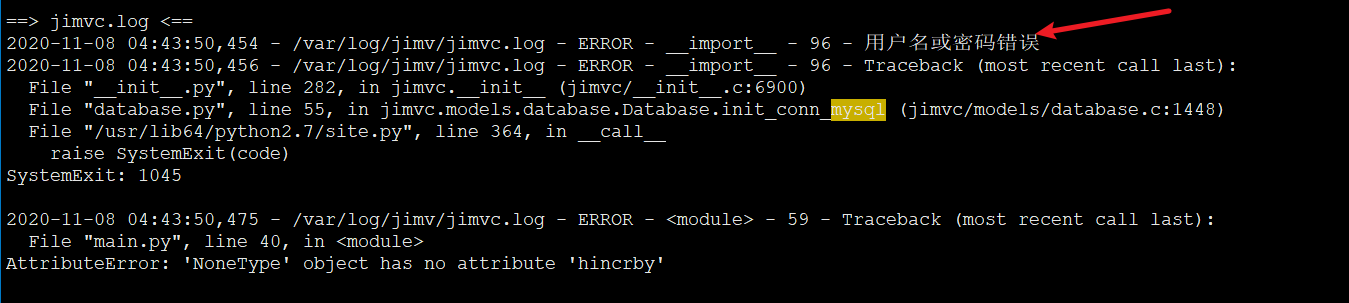 ==> jimvc.log <==
2020-11-08 04:43:50,454 - /var/log/jimv/jimvc.log - ERROR - __import__ - 96 - 用户名或密码错误
2020-11-08 04:43:50,456 - /var/log/jimv/jimvc.log - ERROR - __import__ - 96 - Traceback (most recent call last):
  File "__init__.py", line 282, in jimvc.__init__ (jimvc/__init__.c:6900)
  File "database.py", line 55, in jimvc.models.database.Database.init_conn_mysql (jimvc/models/database.c:1448)
  File "/usr/lib64/python2.7/site.py", line 364, in __call__
    raise SystemExit(code)
SystemExit: 1045
2020-11-08 04:43:50,475 - /var/log/jimv/jimvc.log - ERROR - <module> - 59 - Traceback (most recent call last):
  File "main.py", line 40, in <module>
AttributeError: 'NoneType' object has no attribute 'hincrby'